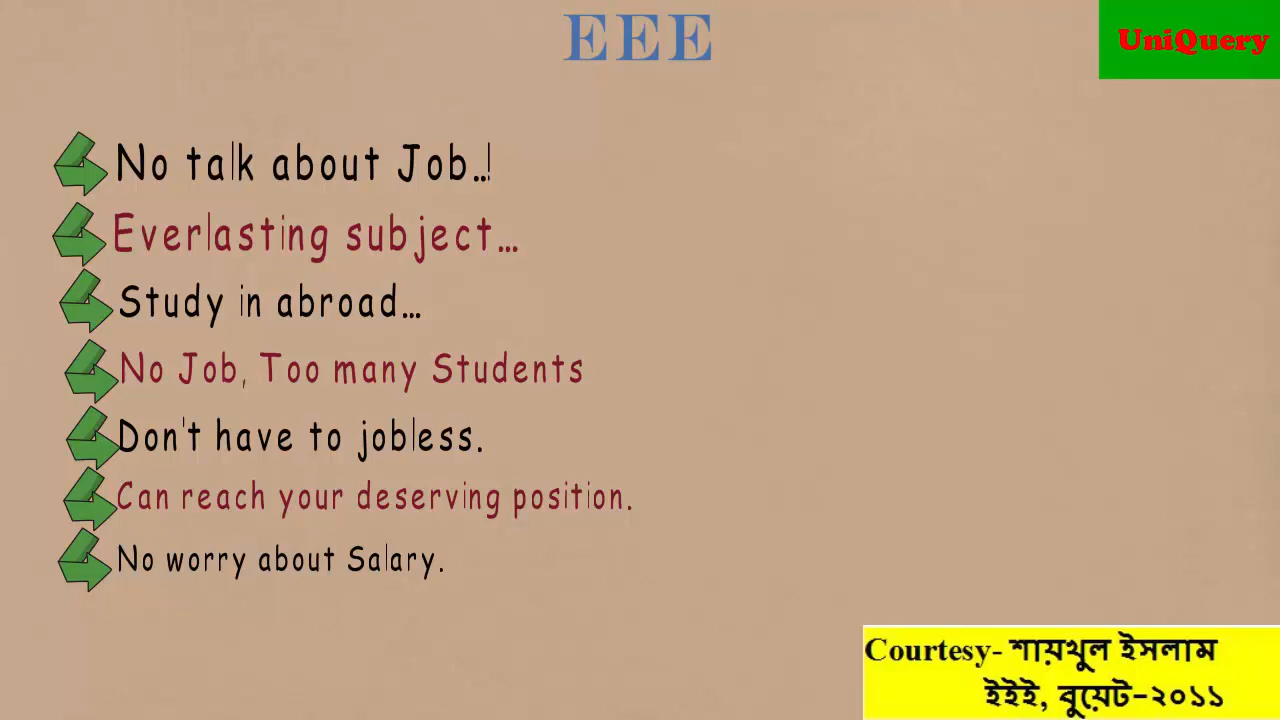 EEE
UniQuery
No talk about Job..!
Everlasting subject...
Study in abroad...
No Job, Too many Students
Don't have to jobless.
Can reach your deserving position.
No worry about Salary.
Courtesy- শায়খুল ইসলাম
ইইই, বুয়েট-২০১১